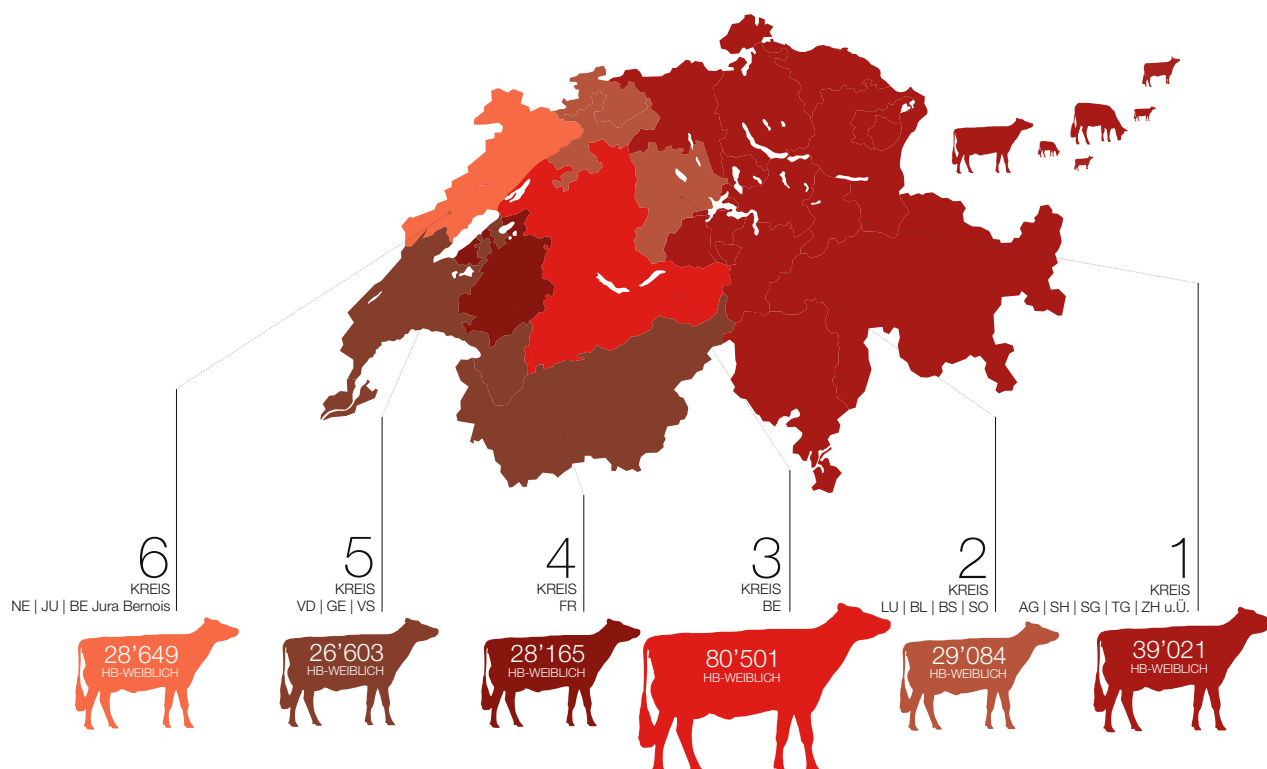 6
KREIS
NE | JU | BE Jura Bernois
28’649
HB-WEIBLICH
5
KREIS
VD | GE | VS
26’603
HB-WEIBLICH
4
KREIS
FR
28’165
HB-WEIBLICH
3
KREIS
BE
80’501
HB-WEIBLICH
2
KREIS
LU | BL | BS | SO
29’084
HB-WEIBLICH
1
KREIS
AG | SH | SG | TG | ZH u.Ü.
39’021
HB-WEIBLICH